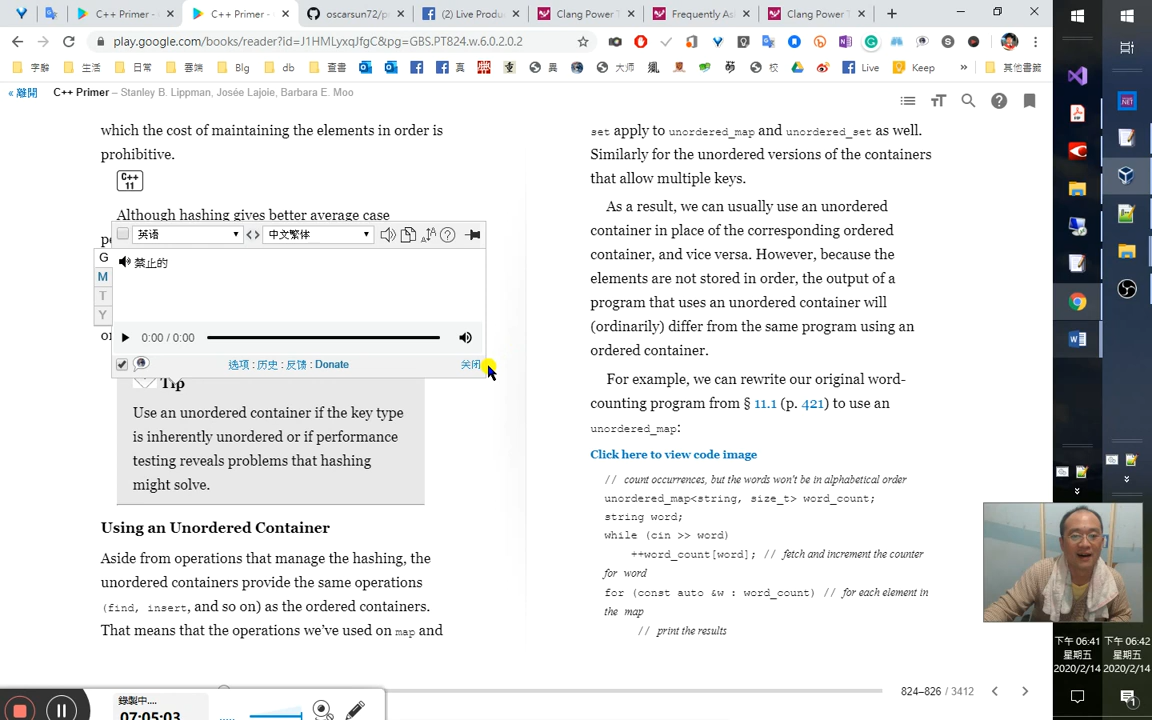 C++ Primer - 
C++ Primer - 
oscarsun72/p
(2) Live Produ
Clang Power T
Frequently As
Clang Power T
play.google.com/books/reader?id=J1HMLyxqJfgC&pg=GBS.PT824.w.6.0.2.0.2
字辭
生活
日常
雲端
Blg
db
查書
真
異
大师
校
Live
Keep
»
其他書籤
« 離開
C++ Primer – Stanley B. Lippman, Josée Lajoie, Barbara E. Moo
which the cost of maintaining the elements in order is
prohibitive.
C++
11
Although hashing gives better average case
英语
<>
中文繁体
G
M
T
Y
禁止的
0:00 / 0:00
选项 : 历史 : 反馈 : Donate
关闭
Tip
Use an unordered container if the key type
is inherently unordered or if performance
testing reveals problems that hashing
might solve.
Using an Unordered Container
Aside from operations that manage the hashing, the
unordered containers provide the same operations
(find, insert, and so on) as the ordered containers.
That means that the operations we’ve used on map and
set apply to unordered_map and unordered_set as well.
Similarly for the unordered versions of the containers
that allow multiple keys.
As a result, we can usually use an unordered
container in place of the corresponding ordered
container, and vice versa. However, because the
elements are not stored in order, the output of a
program that uses an unordered container will
(ordinarily) differ from the same program using an
ordered container.
For example, we can rewrite our original word-
counting program from § 11.1 (p. 421) to use an
unordered_map:
Click here to view code image
// count occurrences, but the words won't be in alphabetical order
unordered_map<string, size_t> word_count;
string word;
while (cin >> word)
++word_count[word]; // fetch and increment the counter
for word
for (const auto &w : word_count) // for each element in
the map
// print the results
824–826 / 3412
錄製中....
07:05:03
下午 06:41
星期五
2020/2/14
下午 06:42
星期五
2020/2/14